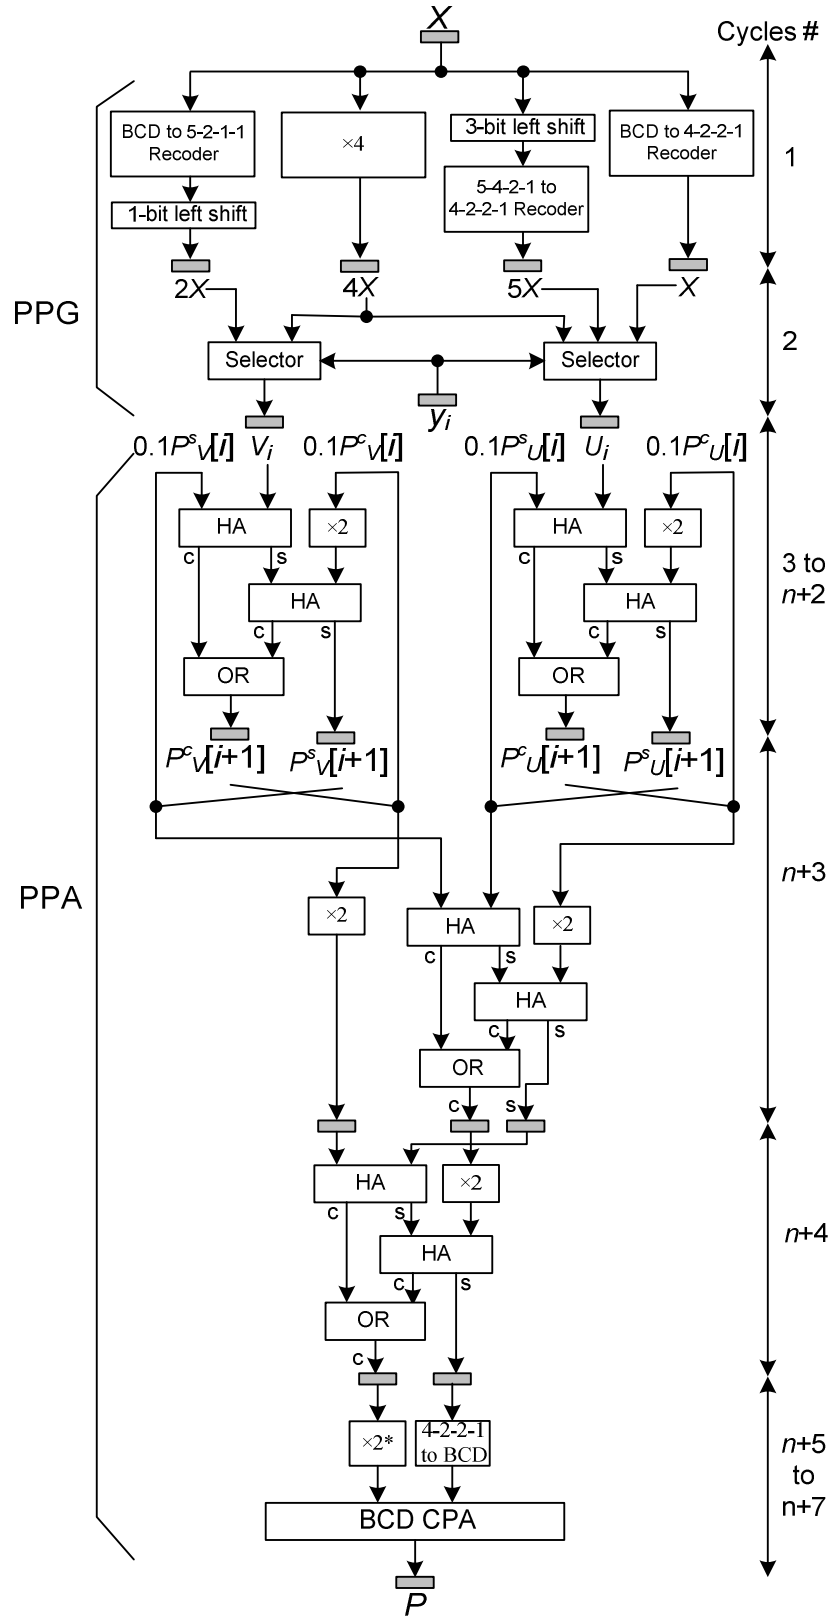 X
Cycles #
BCD to 5-2-1-1
Recoder
×4
3-bit left shift
BCD to 4-2-2-1
Recoder
1
5-4-2-1 to
4-2-2-1 Recoder
1-bit left shift
2X
4X
5X
X
PPG
Selector
Selector
2
yi
0.1PsV[i]
Vi
0.1PcV[i]
0.1PsU[i]
Ui
0.1PcU[i]
HA
×2
HA
×2
c
s
c
s
3 to
n+2
HA
HA
c
s
c
s
OR
OR
PcV[i+1]
PsV[i+1]
PcU[i+1]
PsU[i+1]
PPA
n+3
×2
HA
×2
c
s
HA
c
s
OR
c
s
HA
×2
c
s
n+4
HA
c
s
OR
c
×2*
4-2-2-1
to BCD
n+5
to
n+7
BCD CPA
P